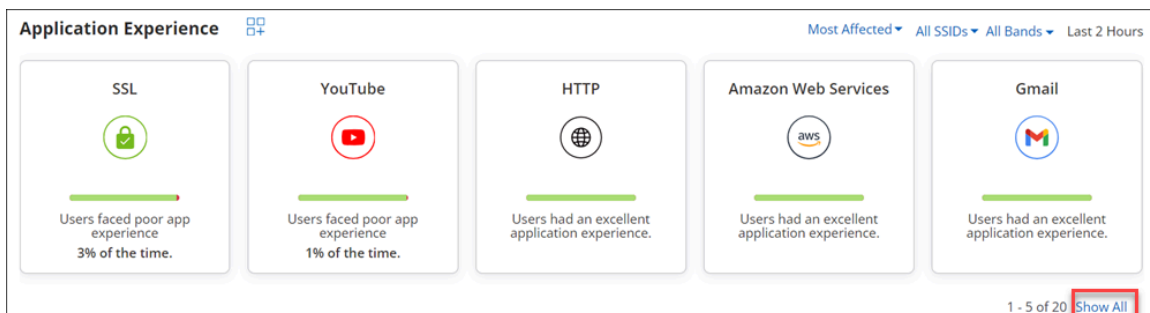 Application Experience
Most Affected All SSIDs All Bands Last 2 Hours
SSL
YouTube
HTTP
Amazon Web Services
Gmail
aws
Users faced poor app
experience
3% of the time.
Users faced poor app
experience
1% of the time.
Users had an excellent
application experience.
Users had an excellent
application experience.
Users had an excellent
application experience.
1 - 5 of 20 Show All